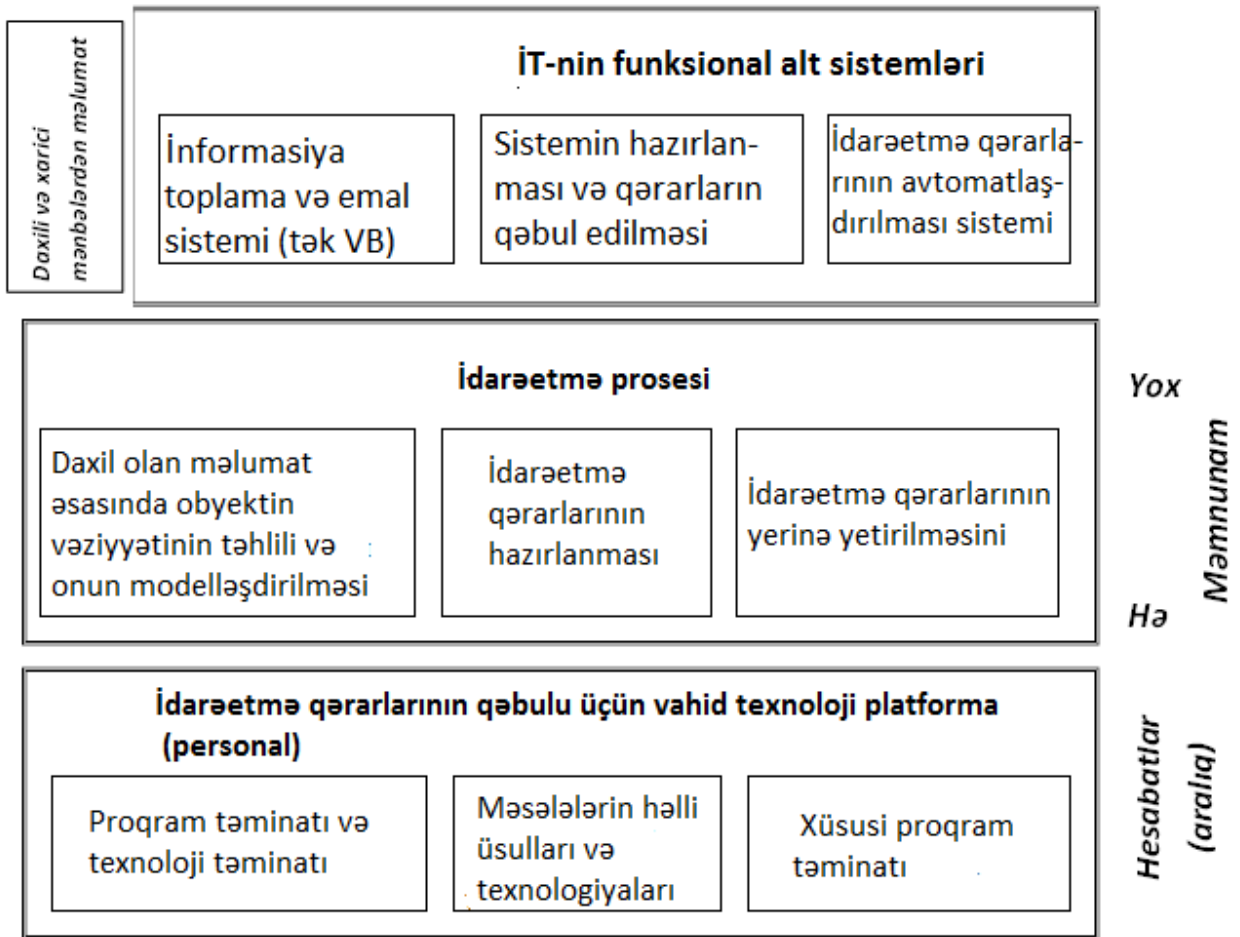 Daxili və xarici
mənbələrdən məlumat
İT-nin funksional alt sistemləri
İnformasiya
toplama və emal
sistemi (tək VB)
Sistemin hazırlan-
ması və qərarların
qəbul edilməsi
İdarəetmə qərarla-
rının avtomatlaş-
dırılması sistemi
İdarəetmə prosesi
Daxil olan məlumat
əsasında obyektin
vəziyyətinin təhlili və
onun modelləşdirilməsi
İdarəetmə
qərarlarının
hazırlanması
İdarəetmə qərarlarının
yerinə yetirilməsini
Yox
Məmnunam
Hə
İdarəetmə qərarlarının qəbulu üçün vahid texnoloji platforma
(personal)
Proqram təminatı və
texnoloji təminatı
Məsələlərin həlli
üsulları və
texnologiyaları
Xüsusi proqram
təminatı
Hesabatlar
(aralıq)